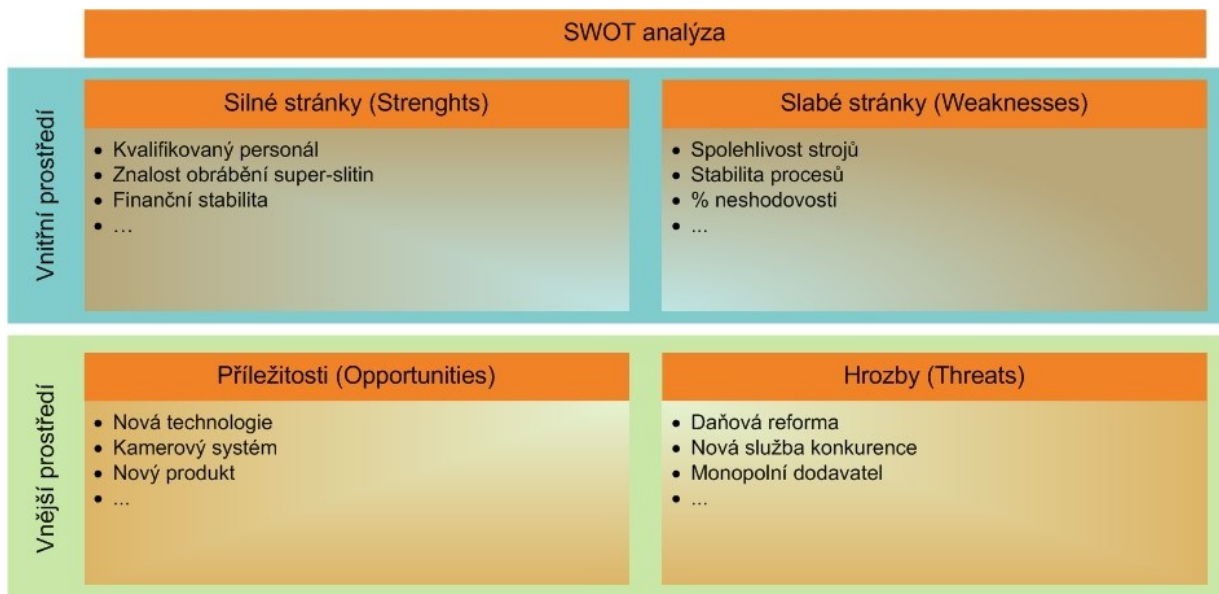 SWOT analýza
Vnitřní prostředí
Silné stránky (Strenghts)
• Kvalifikovaný personál
• Znalost obrábění super-slitin
• Finanční stabilita
• ...
Slabé stránky (Weaknesses)
• Spolehlivost strojů
• Stabilita procesů
• % neshodovosti
• ...
Vnější prostředí
Příležitosti (Opportunities)
• Nová technologie
• Kamerový systém
• Nový produkt
• ...
Hrozby (Threats)
• Daňová reforma
• Nová služba konkurence
• Monopolní dodavatel
• ...